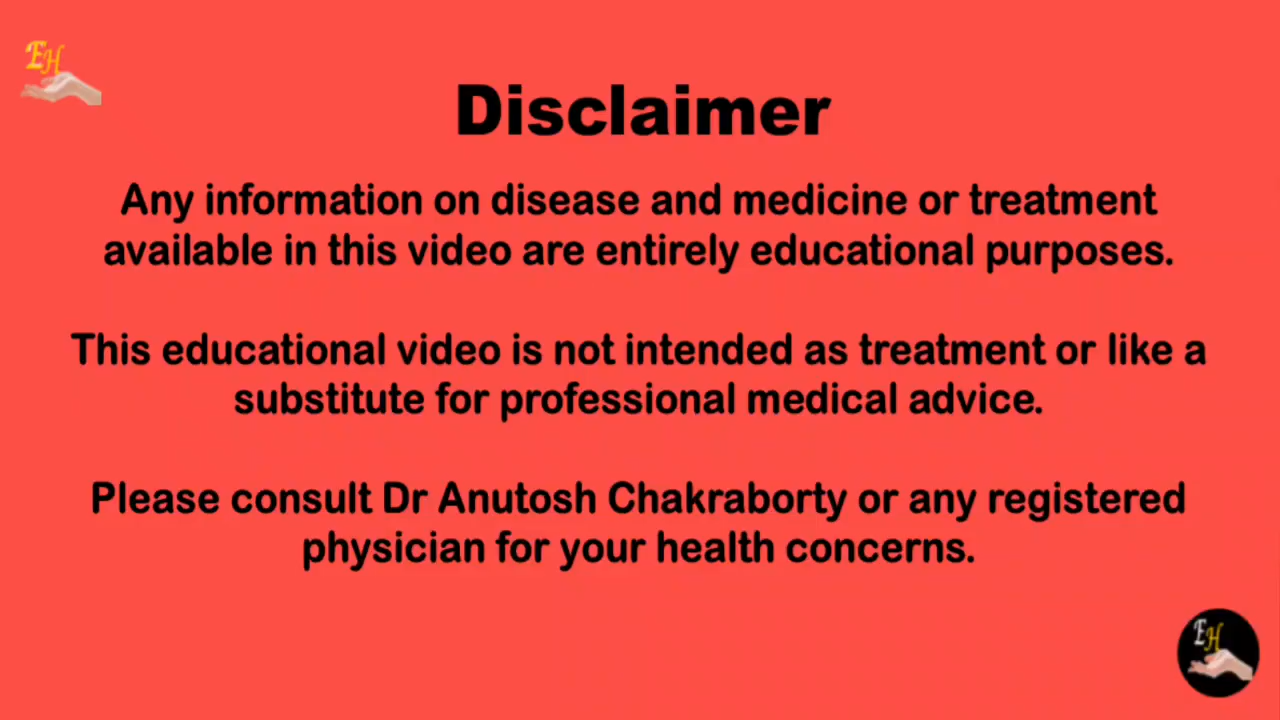 EH
Disclaimer
Any information on disease and medicine or treatment
available in this video are entirely educational purposes.
This educational video is not intended as treatment or like a
substitute for professional medical advice.
Please consult Dr Anutosh Chakraborty or any registered
physician for your health concerns.
EH